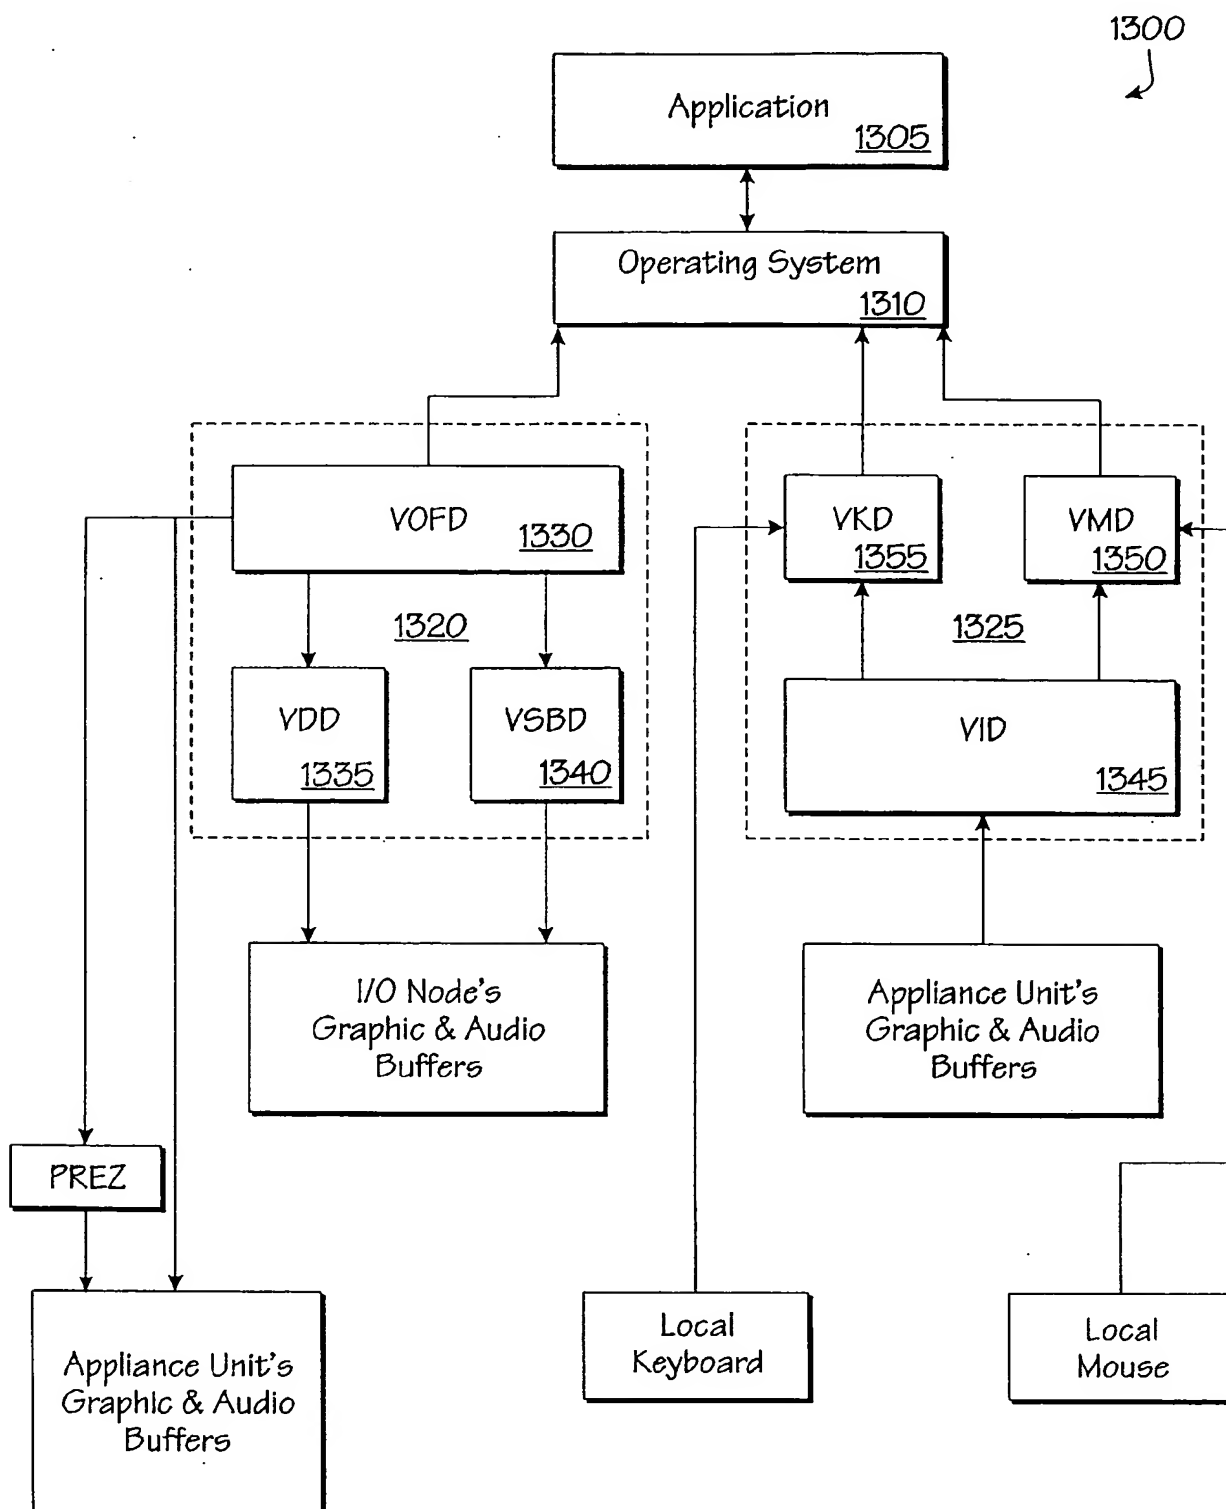 1300
Application
1305
Operating System
1310
VOFD
1330
VKD
1355
VMD
1350
1320
1325
VDD
1335
VSBD
1340
VID
1345
I/O Node's
Graphic & Audio
Buffers
Appliance Unit's
Graphic & Audio
Buffers
PREZ
Local
Keyboard
Local
Mouse
Appliance Unit's
Graphic & Audio
Buffers